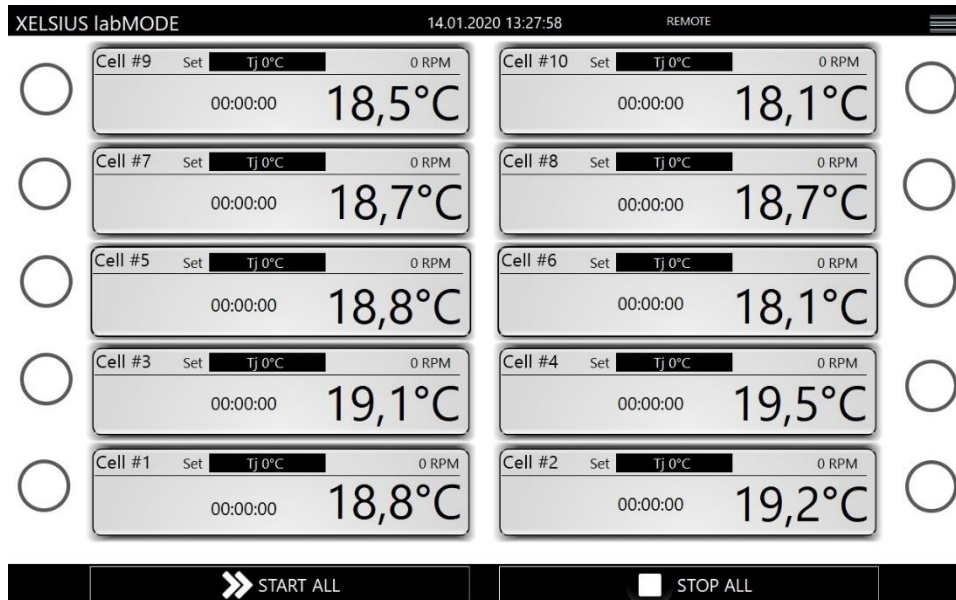 XELSIUS labMODE 14.01.2020 13:27:58 REMOTE
Cell #9 Set Tj 0°C 0 RPM
00:00:00 18,5°C
Cell #10 Set Tj 0°C 0 RPM
00:00:00 18,1°C
Cell #7 Set Tj 0°C 0 RPM
00:00:00 18,7°C
Cell #8 Set Tj 0°C 0 RPM
00:00:00 18,7°C
Cell #5 Set Tj 0°C 0 RPM
00:00:00 18,8°C
Cell #6 Set Tj 0°C 0 RPM
00:00:00 18,1°C
Cell #3 Set Tj 0°C 0 RPM
00:00:00 19,1°C
Cell #4 Set Tj 0°C 0 RPM
00:00:00 19,5°C
Cell #1 Set Tj 0°C 0 RPM
00:00:00 18,8°C
Cell #2 Set Tj 0°C 0 RPM
00:00:00 19,2°C
START ALL
STOP ALL